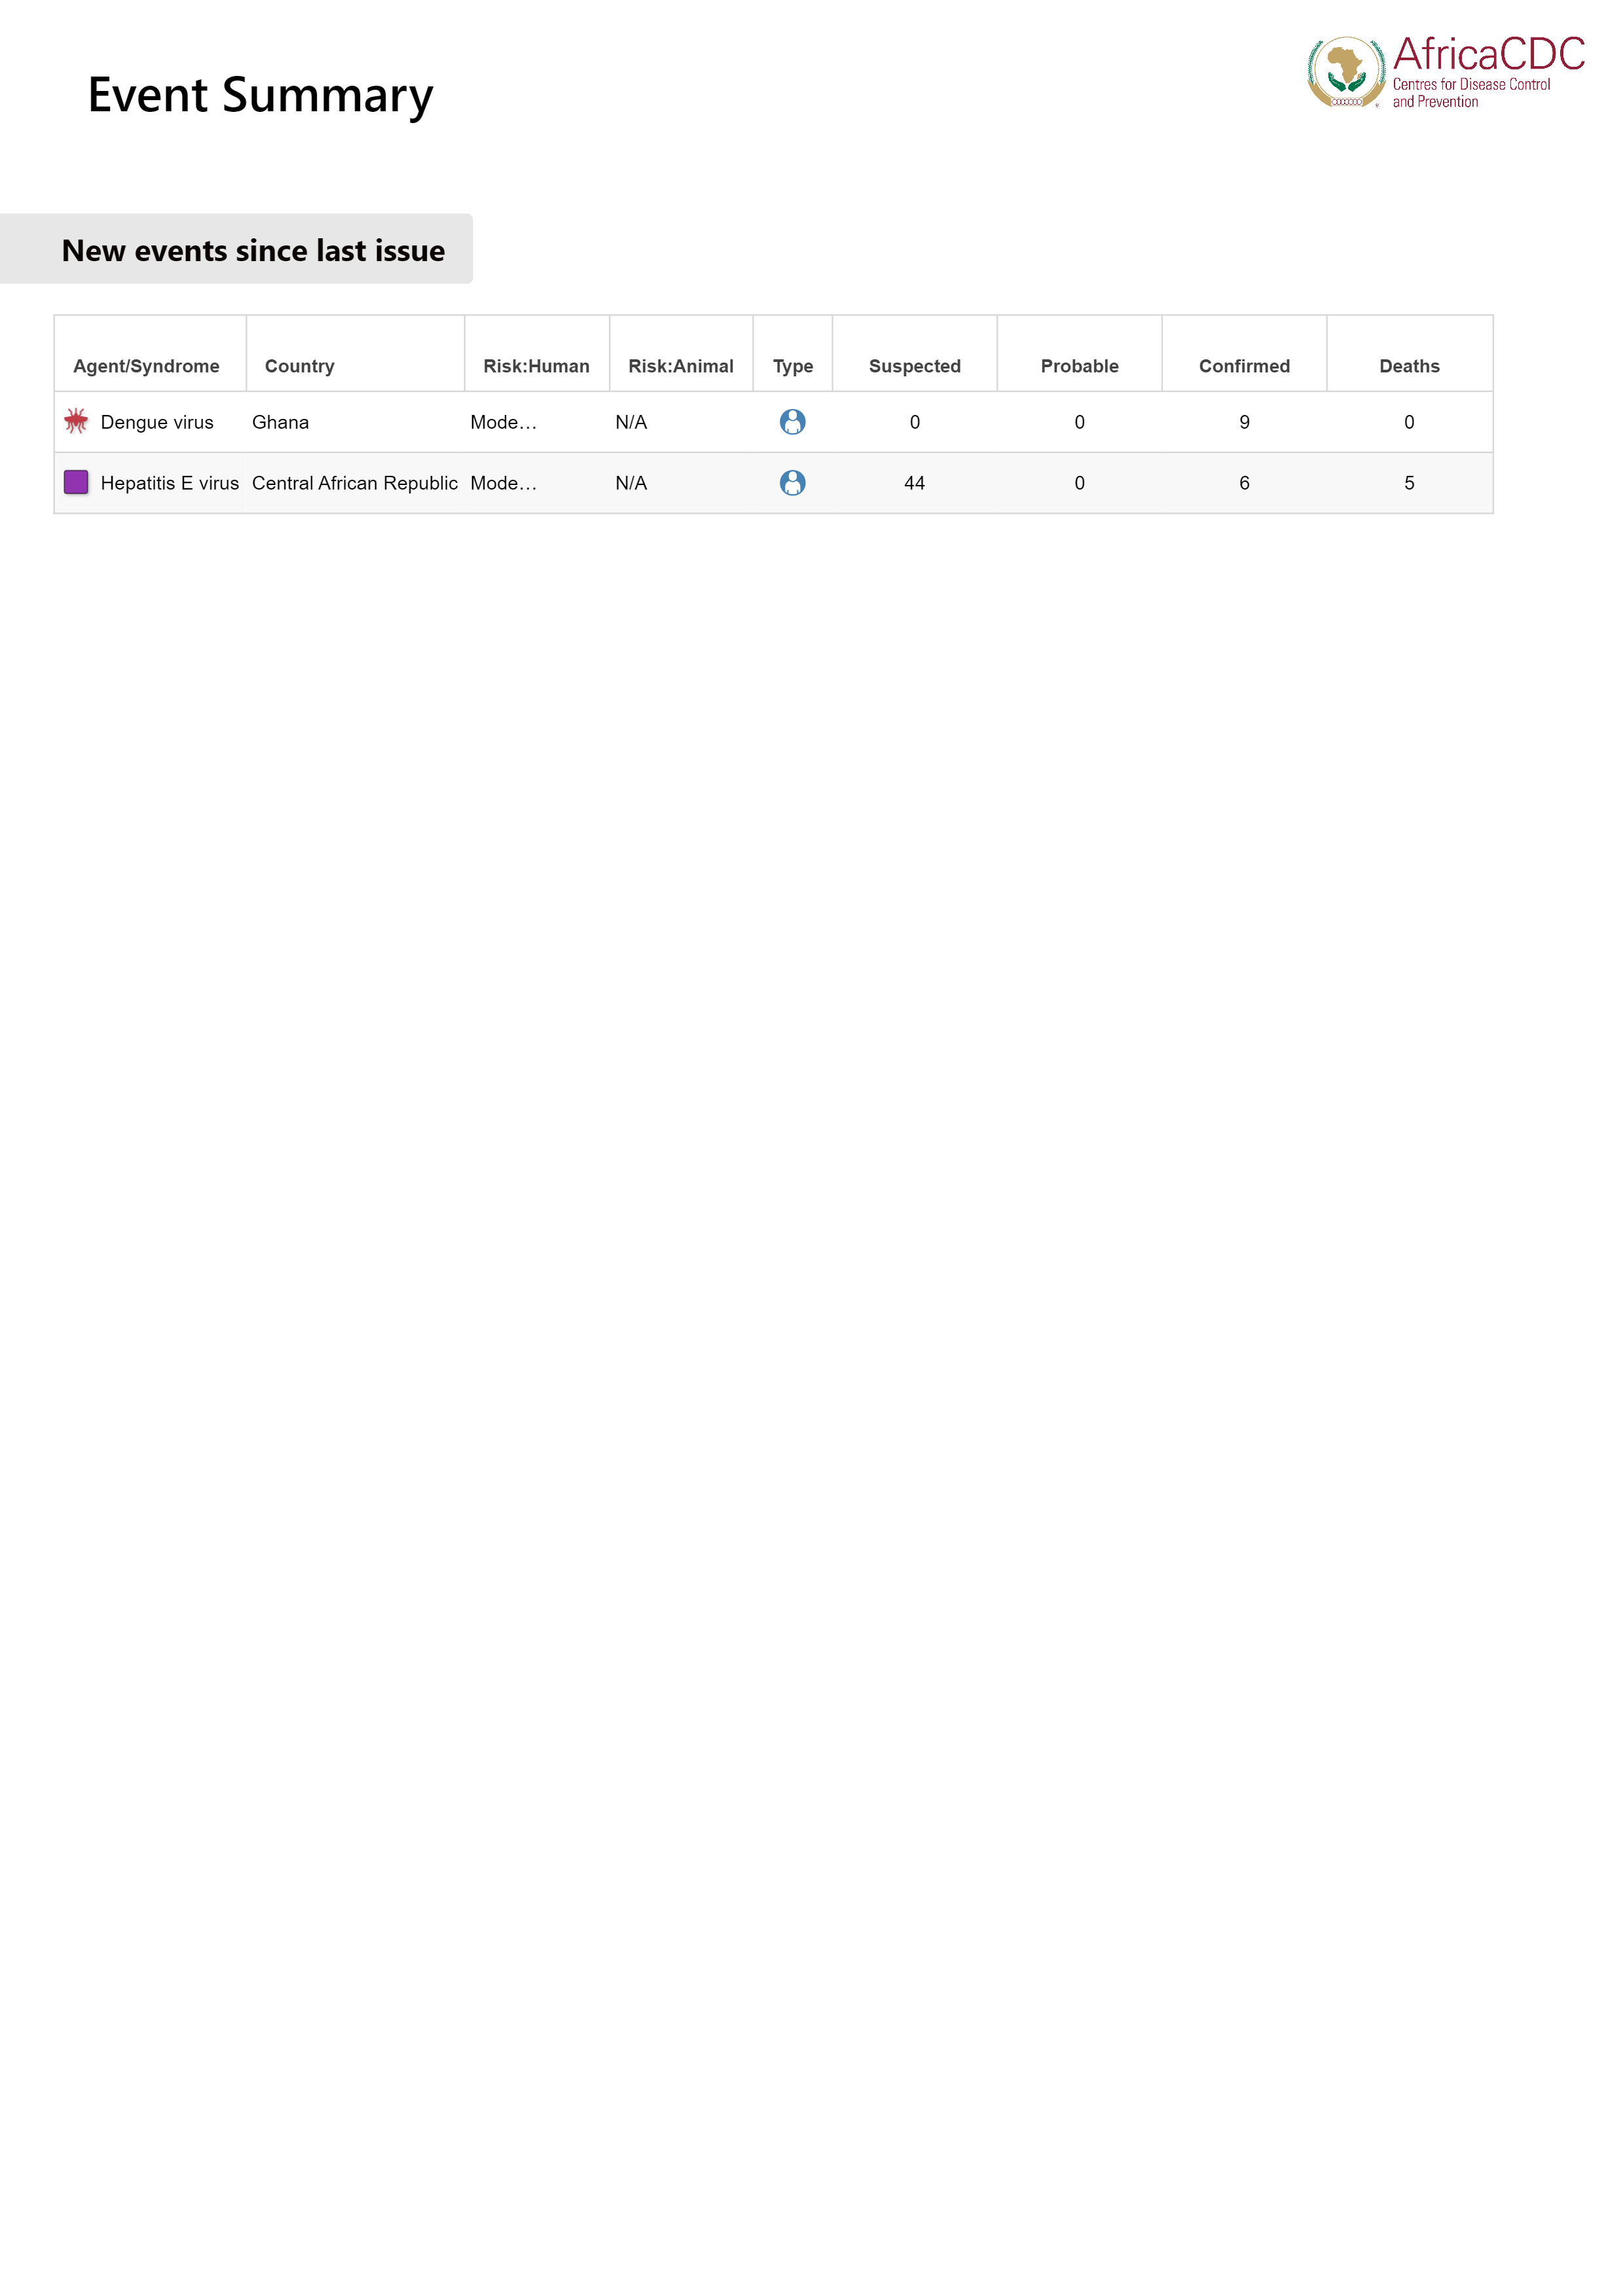 Event Summary
AfricaCDC
Centres for Disease Control
and Prevention
New events since last issue
Agent/Syndrome Country Risk:Human Risk:Animal Type Suspected Probable Confirmed Deaths
Dengue virus Ghana Mode… N/A 0 0 9 0
Hepatitis E virus Central African Republic Mode… N/A 44 0 6 5